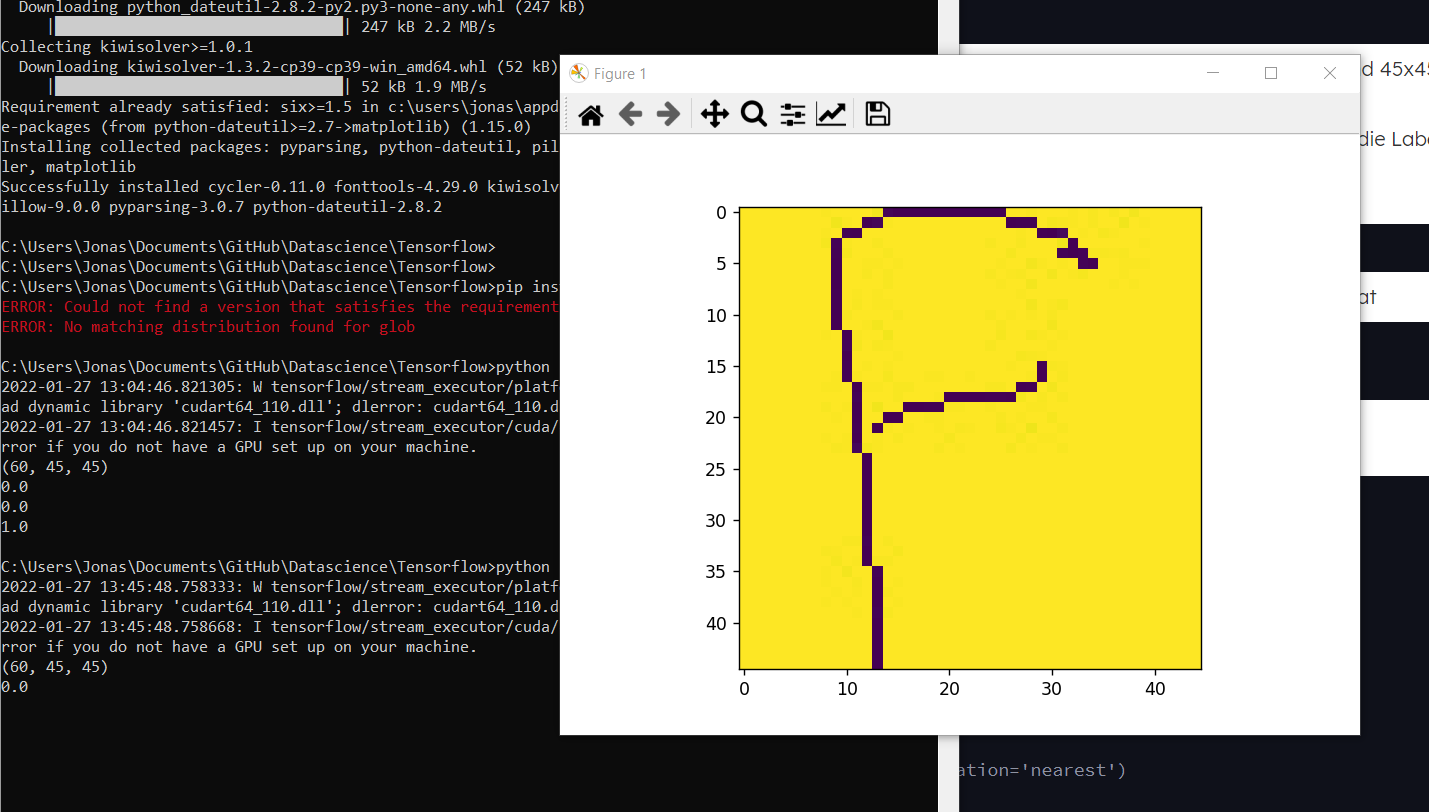 Downloading python_dateutil-2.8.2-py2.py3-none-any.whl (247 kB)
| | 247 kB 2.2 MB/s
Collecting kiwisolver>=1.0.1
Downloading kiwisolver-1.3.2-cp39-cp39-win_amd64.whl (52 kB)
| | 52 kB 1.9 MB/s
Requirement already satisfied: six>=1.5 in c:\users\jonas\appd
e-packages (from python-dateutil>=2.7->matplotlib) (1.15.0)
Installing collected packages: pyparsing, python-dateutil, pil
ler, matplotlib
Successfully installed cycler-0.11.0 fonttools-4.29.0 kiwisolv
illow-9.0.0 pyparsing-3.0.7 python-dateutil-2.8.2
C:\Users\Jonas\Documents\GitHub\Datascience\Tensorflow>
C:\Users\Jonas\Documents\GitHub\Datascience\Tensorflow>
C:\Users\Jonas\Documents\GitHub\Datascience\Tensorflow>pip ins
ERROR: Could not find a version that satisfies the requirement
ERROR: No matching distribution found for glob
C:\Users\Jonas\Documents\GitHub\Datascience\Tensorflow>python
2022-01-27 13:04:46.821305: W tensorflow/stream_executor/platf
ad dynamic library 'cudart64_110.dll'; dlerror: cudart64_110.d
2022-01-27 13:04:46.821457: I tensorflow/stream_executor/cuda/
rror if you do not have a GPU set up on your machine.
(60, 45, 45)
0.0
0.0
1.0
C:\Users\Jonas\Documents\GitHub\Datascience\Tensorflow>python
2022-01-27 13:45:48.758333: W tensorflow/stream_executor/platf
ad dynamic library 'cudart64_110.dll'; dlerror: cudart64_110.d
2022-01-27 13:45:48.758668: I tensorflow/stream_executor/cuda/
rror if you do not have a GPU set up on your machine.
(60, 45, 45)
0.0
Figure 1
0
5
10
15
20
25
30
35
40
0 10 20 30 40
d 45x45
die Labe
at
ation='nearest')